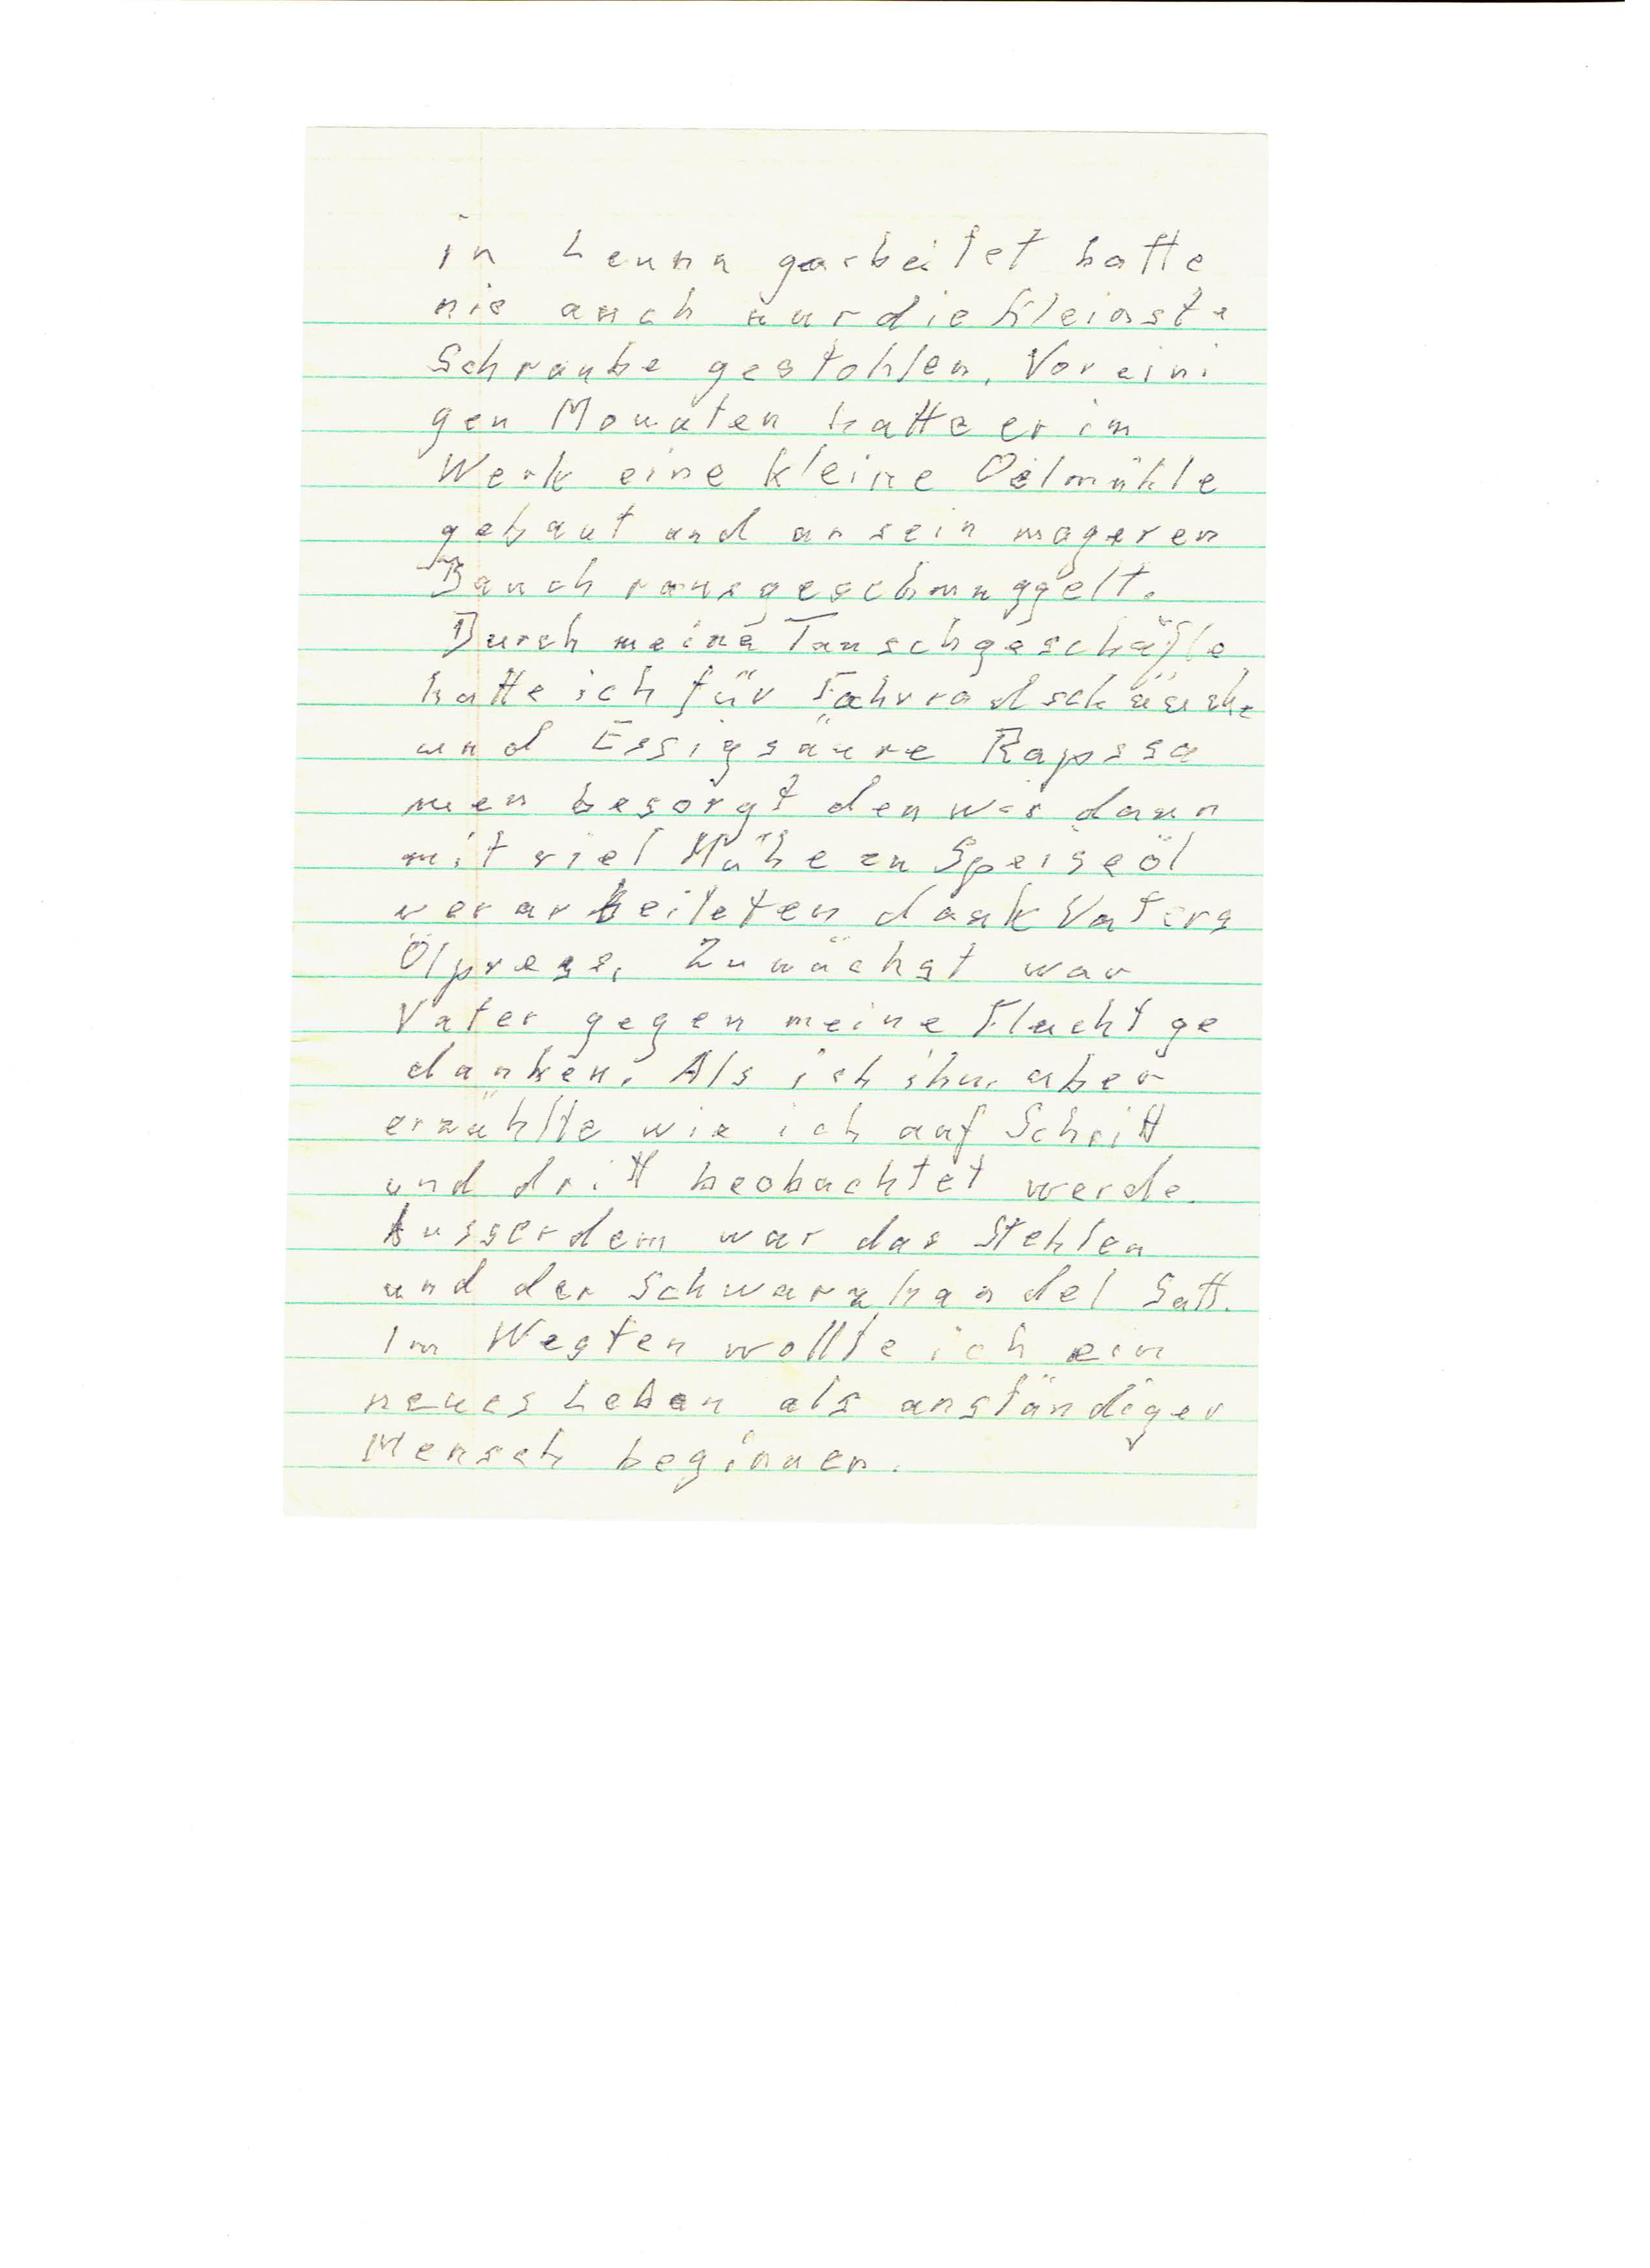 in Leuna gearbeitet hatte
nie auch nur die kleinste
Schraube gestohlen. Vor eini
gen Monaten hatte er im
Werk eine kleine Oelmühle
gebaut und an sein mageren
Bauch rausgeschmuggelt.
Durch meine Tauschgeschäfte
hatte ich für Fahrradschäuche
und Essigsäure Rapssa
men besorgt den wir dann
mit viel Mühe zu Speiseöl
verarbeiteten dank Vaters
Ölpresse. Zunächst war
Vater gegen meine Fluchtge
danken. Als ich ihm aber
erzählte wie ich auf Schritt
und dritt beobachtet werde.
Ausserdem war das Stehlen
und der Schwarzhandel Satt.
Im Westen wollte ich ein
neues Leben als anständiger
Mensch beginnen.